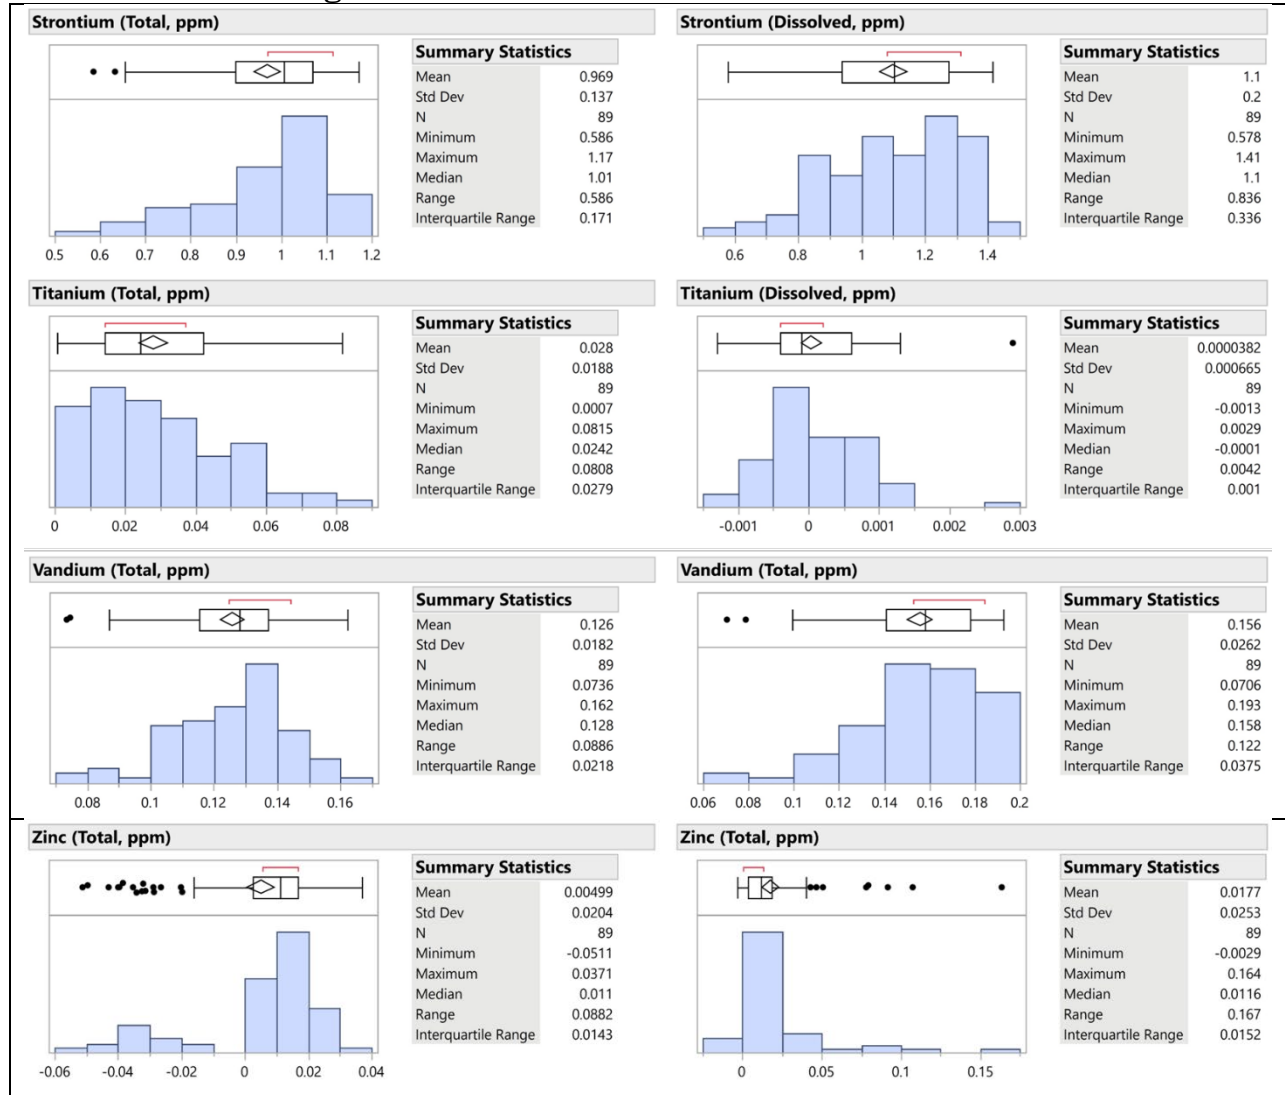 Strontium (Total, ppm)
Summary Statistics
Mean 0.969
Std Dev 0.137
N 89
Minimum 0.586
Maximum 1.17
Median 1.01
Range 0.586
Interquartile Range 0.171
0.5 0.6 0.7 0.8 0.9 1 1.1 1.2
Strontium (Dissolved, ppm)
Summary Statistics
Mean 1.1
Std Dev 0.2
N 89
Minimum 0.578
Maximum 1.41
Median 1.1
Range 0.836
Interquartile Range 0.336
0.6 0.8 1 1.2 1.4
Titanium (Total, ppm)
Summary Statistics
Mean 0.028
Std Dev 0.0188
N 89
Minimum 0.0007
Maximum 0.0815
Median 0.0242
Range 0.0808
Interquartile Range 0.0279
0 0.02 0.04 0.06 0.08
Titanium (Dissolved, ppm)
Summary Statistics
Mean 0.0000382
Std Dev 0.000665
N 89
Minimum -0.0013
Maximum 0.0029
Median -0.0001
Range 0.0042
Interquartile Range 0.001
-0.001 0 0.001 0.002 0.003
Vandium (Total, ppm)
Summary Statistics
Mean 0.126
Std Dev 0.0182
N 89
Minimum 0.0736
Maximum 0.162
Median 0.128
Range 0.0886
Interquartile Range 0.0218
0.08 0.1 0.12 0.14 0.16
Vandium (Total, ppm)
Summary Statistics
Mean 0.156
Std Dev 0.0262
N 89
Minimum 0.0706
Maximum 0.193
Median 0.158
Range 0.122
Interquartile Range 0.0375
0.06 0.08 0.1 0.12 0.14 0.16 0.18 0.2
Zinc (Total, ppm)
Summary Statistics
Mean 0.00499
Std Dev 0.0204
N 89
Minimum -0.0511
Maximum 0.0371
Median 0.011
Range 0.0882
Interquartile Range 0.0143
-0.06 -0.04 -0.02 0 0.02 0.04
Zinc (Total, ppm)
Summary Statistics
Mean 0.0177
Std Dev 0.0253
N 89
Minimum -0.0029
Maximum 0.164
Median 0.0116
Range 0.167
Interquartile Range 0.0152
0 0.05 0.1 0.15